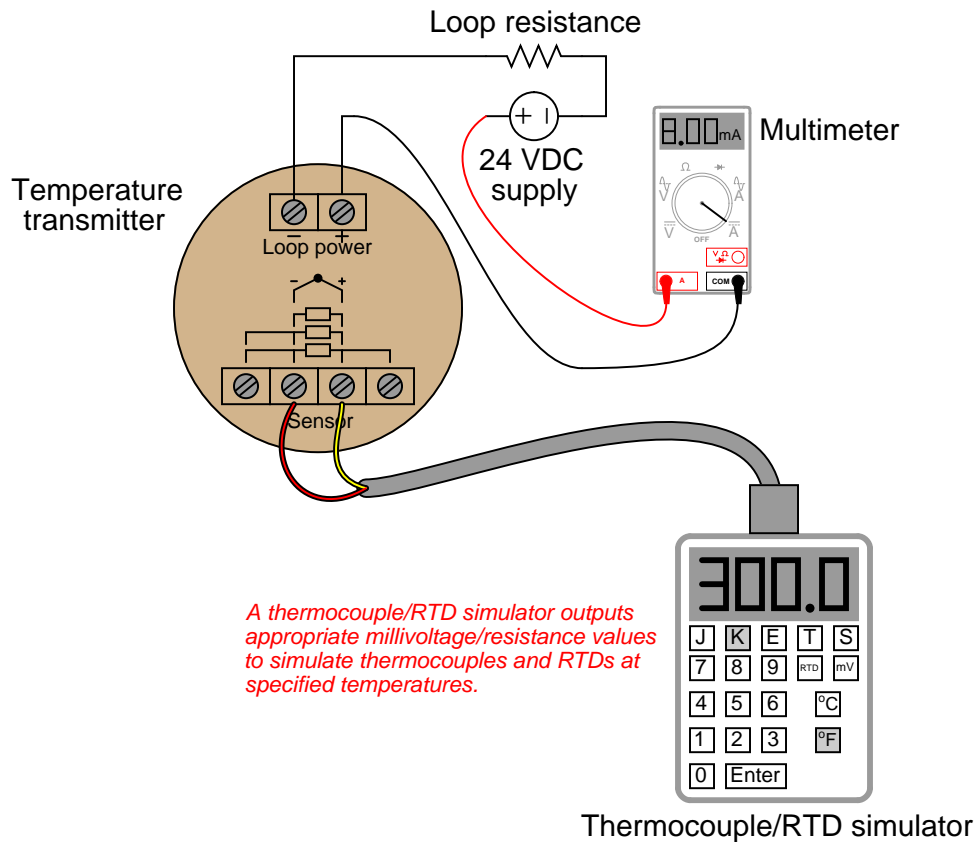 Loop resistance
24 VDC
supply
8.00 mA
Multimeter
Ω
V
A
V
A
OFF
V Ω
A
COM
Temperature
transmitter
− +
Loop power
− +
Sensor
A thermocouple/RTD simulator outputs
appropriate millivoltage/resistance values
to simulate thermocouples and RTDs at
specified temperatures.
300.0
J K E T S
7 8 9 RTD mV
4 5 6 °C
1 2 3 °F
0 Enter
Thermocouple/RTD simulator